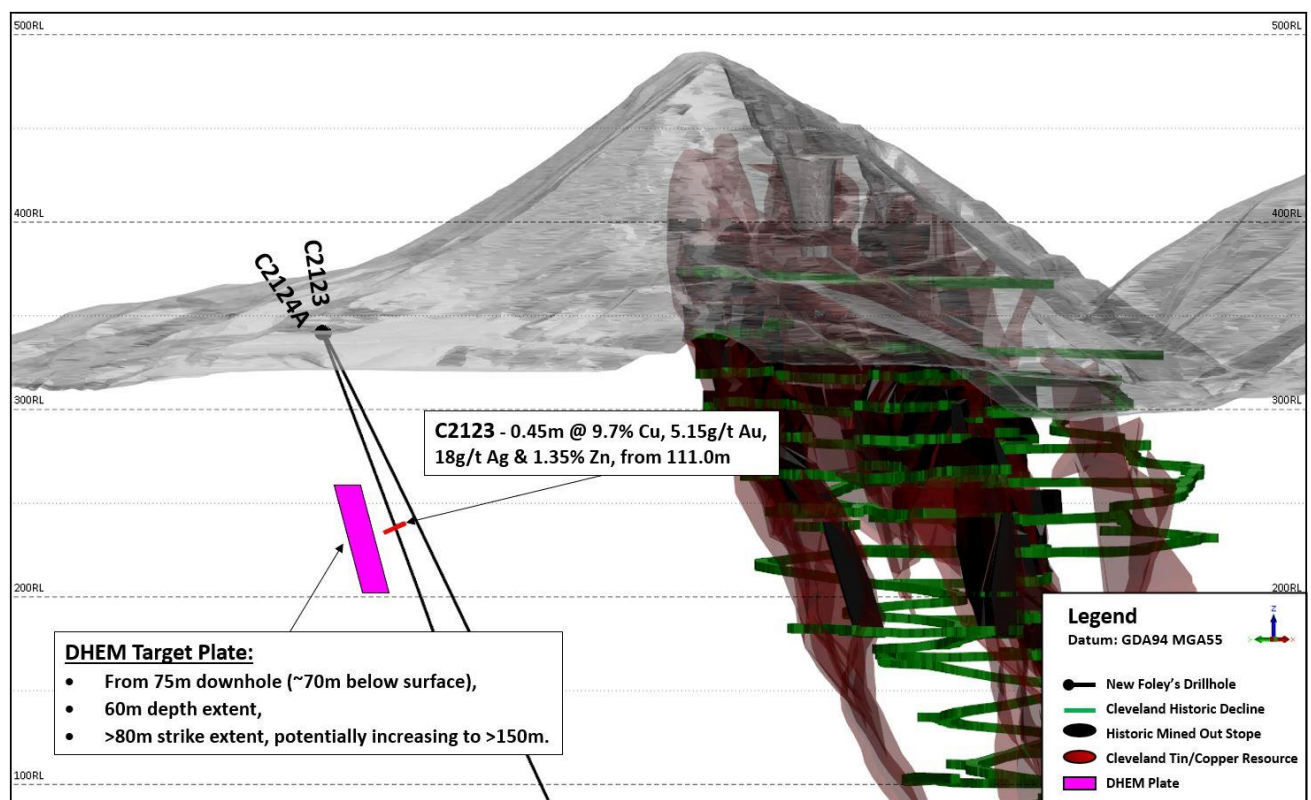 500RL
500RL
400RL
400RL
C2123
C2124A
300RL
300RL
C2123 - 0.45m @ 9.7% Cu, 5.15g/t Au,
18g/t Ag & 1.35% Zn, from 111.0m
200RL
200RL
DHEM Target Plate:
• From 75m downhole (~70m below surface),
• 60m depth extent,
• >80m strike extent, potentially increasing to >150m.
100RL
Legend
Datum: GDA94 MGA55
Z
Y
X
New Foley's Drillhole
Cleveland Historic Decline
Historic Mined Out Stope
Cleveland Tin/Copper Resource
DHEM Plate